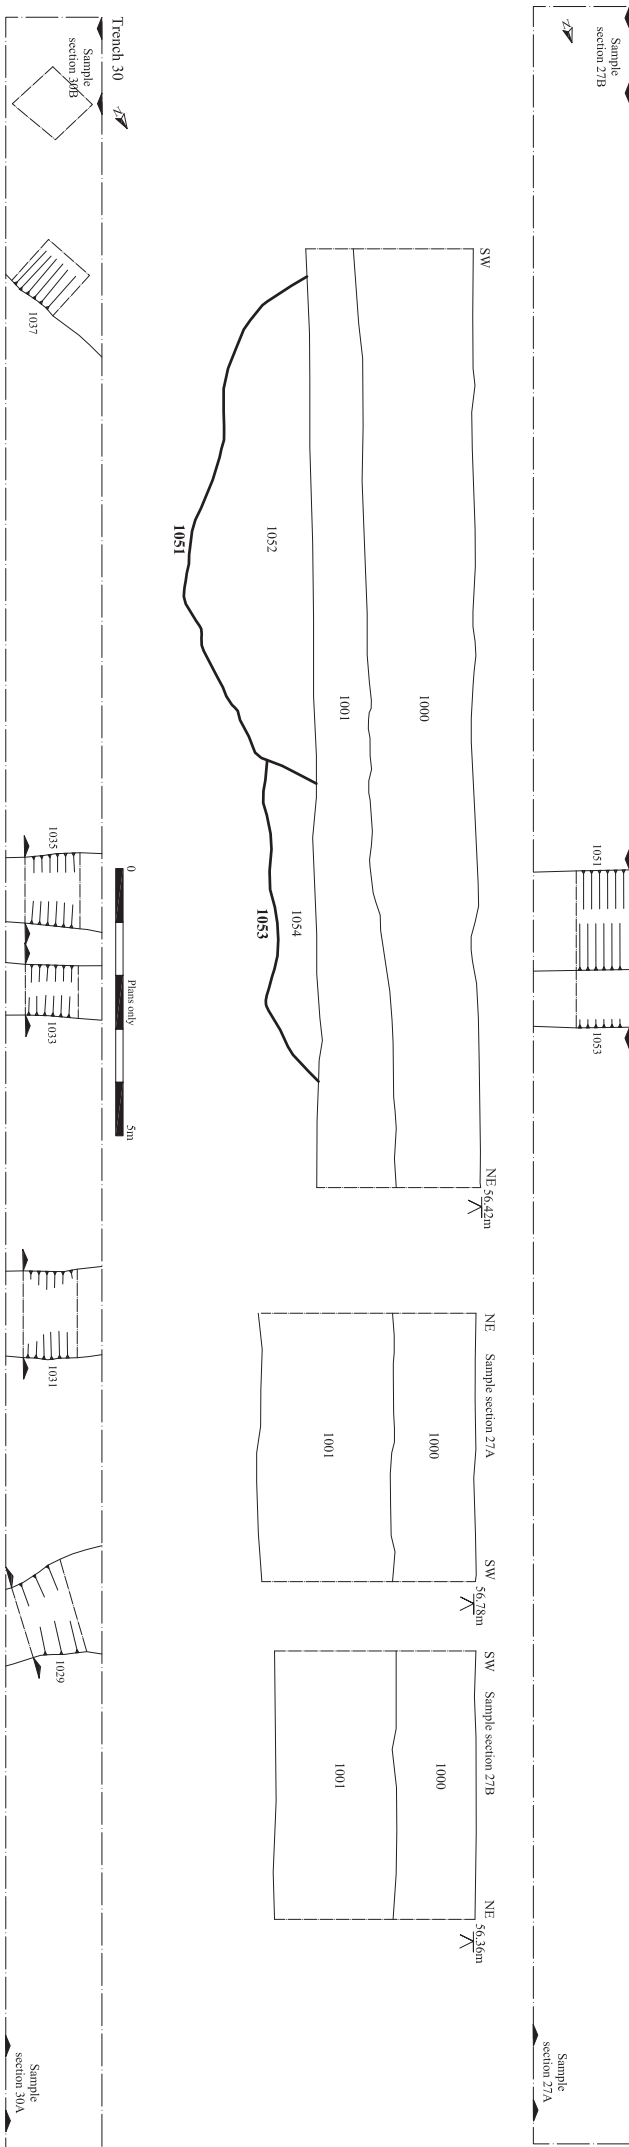 Sample
section 27B
N
1051
1053
Sample
section 27A
SW
NE
56.42m
1000
1001
1052
1054
1051
1053
NE
Sample section 27A
SW
56.78m
1000
1001
SW
Sample section 27B
NE
56.36m
1000
1001
0
Plans only
5m
Trench 30
N
Sample
section 30B
1037
1035
1033
1031
1029
Sample
section 30A